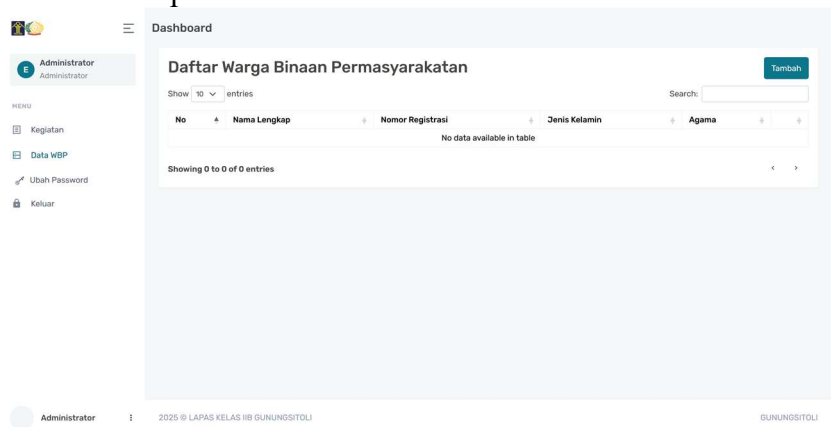 Dashboard
E
Administrator
Administrator
MENU
Kegiatan
Data WBP
Ubah Password
Keluar
Daftar Warga Binaan Permasyarakatan
Tambah
Show 10 entries
Search:
No Nama Lengkap Nomor Registrasi Jenis Kelamin Agama
No data available in table
Showing 0 to 0 of 0 entries
Administrator
2025 © LAPAS KELAS IIB GUNUNGSITOLI
GUNUNGSITOLI